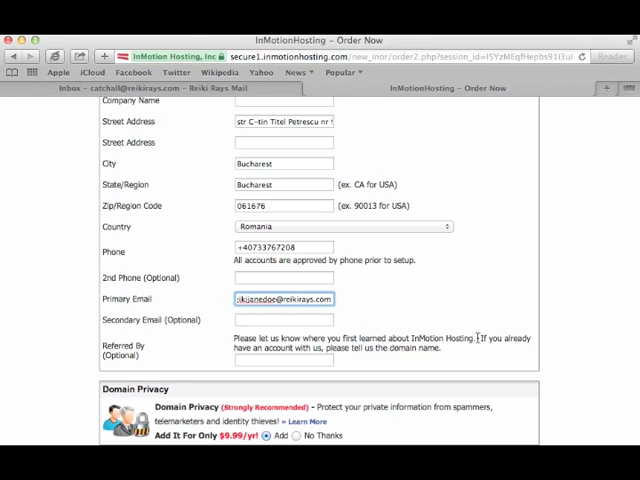 InMotionHosting – Order Now
InMotion Hosting, Inc
secure1.inmotionhosting.com/new_inor/order2.php?session_id=
Reader
Apple iCloud Facebook Twitter Wikipedia Yahoo News Popular
Inbox – catchall@reikirays.com – Reiki Rays Mail
InMotionHosting – Order Now
Company Name
Street Address str C-tin Titel Petrescu nr
Street Address
City Bucharest
State/Region Bucharest (ex. CA for USA)
Zip/Region Code 061676 (ex. 90013 for USA)
Country Romania
Phone +40733767208
All accounts are approved by phone prior to setup.
2nd Phone (Optional)
Primary Email ikijanedoe@reikirays.com
Secondary Email (Optional)
Please let us know where you first learned about InMotion Hosting. If you already
Referred By
(Optional)
have an account with us, please tell us the domain name.
Domain Privacy
Domain Privacy (Strongly Recommended) - Protect your private information from spammers,
telemarketers and identity thieves! » Learn More
Add It For Only $9.99/yr! Add No Thanks